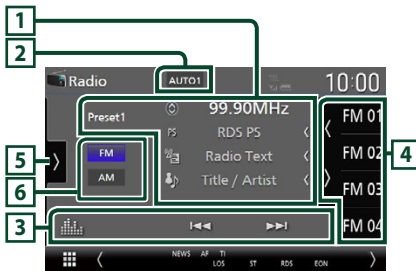 1
2
Radio
AUTO1
TEL
10:00
Preset1
99.90MHz
FM 01
PS
RDS PS
FM 02
4
5
FM
Radio Text
6
AM
Title / Artist
FM 03
3
FM 04
NEWS AF TI
LOS ST RDS EON